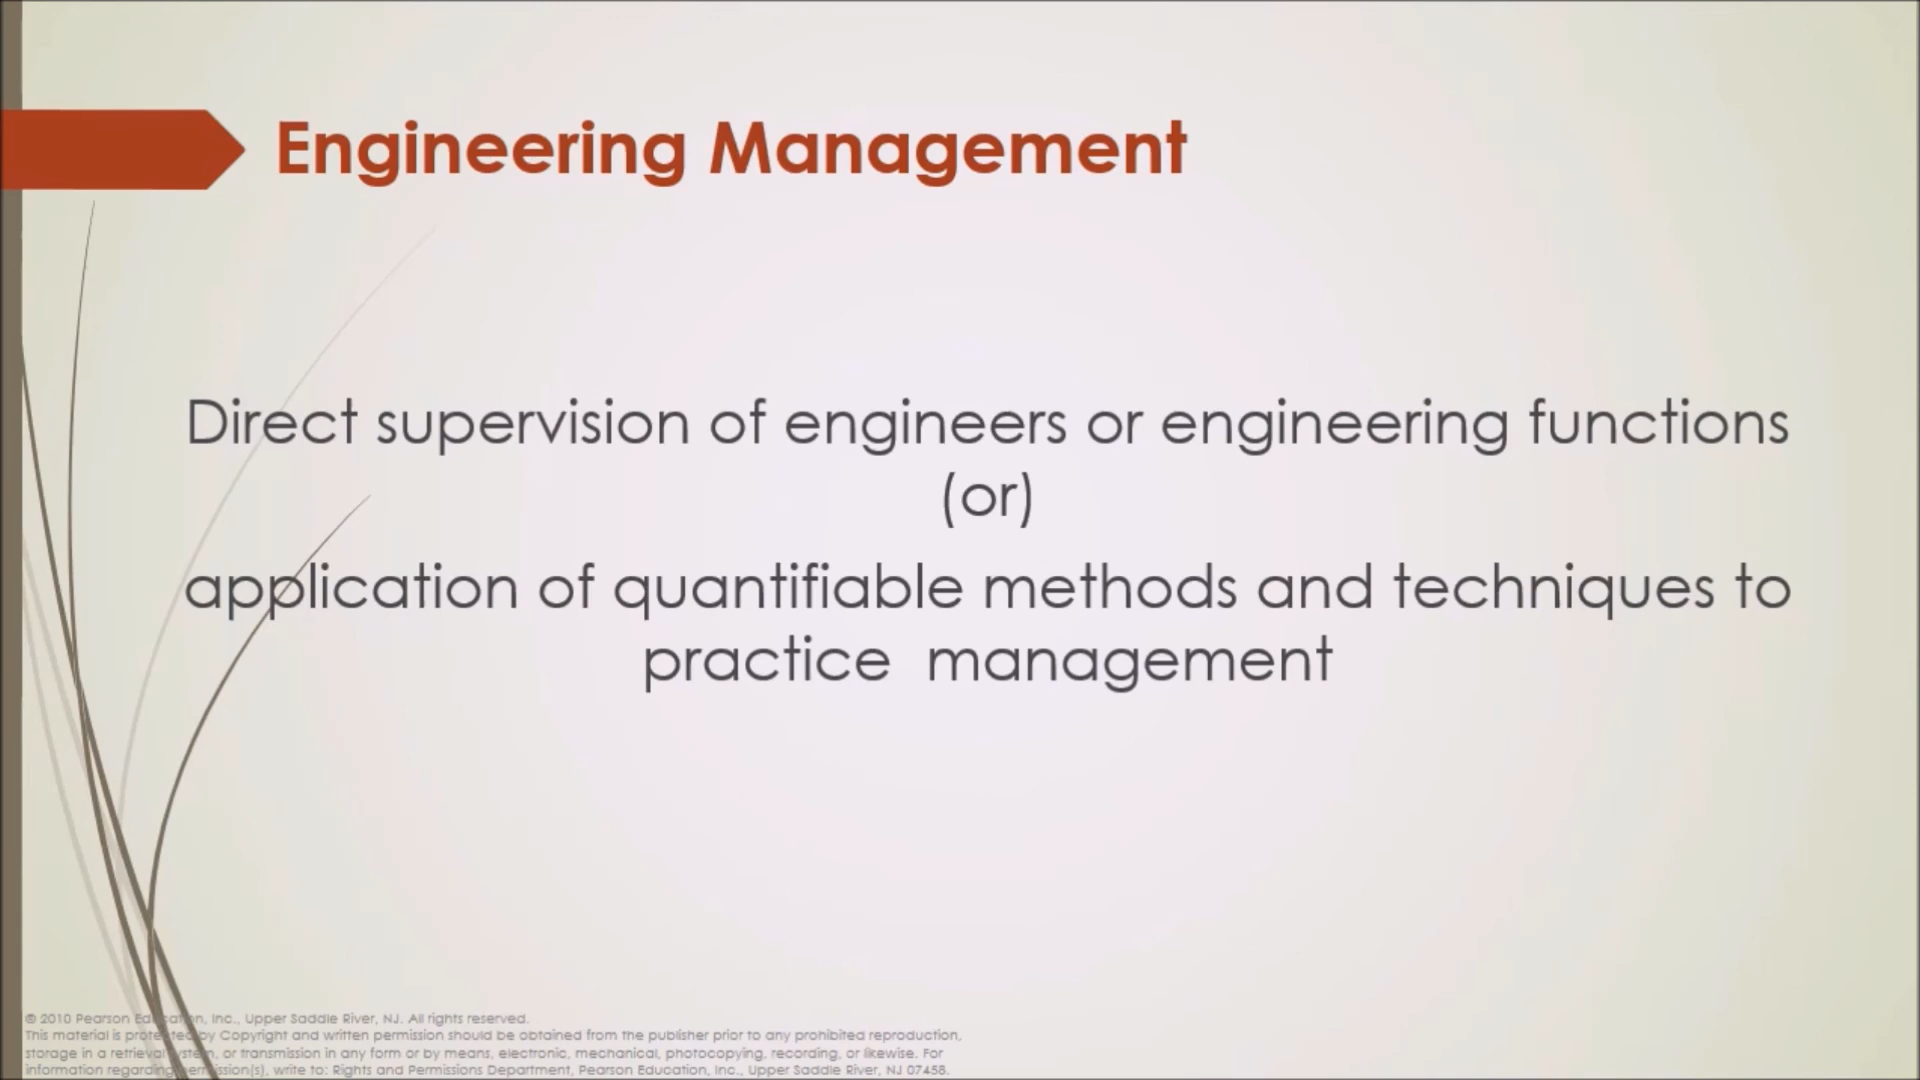 Engineering Management
Direct supervision of engineers or engineering functions
(or)
application of quantifiable methods and techniques to
practice management
© 2010 Pearson Education, Inc., Upper Saddle River, NJ. All rights reserved.
This material is protected by Copyright and written permission should be obtained from the publisher prior to any prohibited reproduction,
storage in a retrieval system, or transmission in any form or by means, electronic, mechanical, photocopying, recording, or likewise. For
information regarding permission(s), write to: Rights and Permissions Department, Pearson Education, Inc., Upper Saddle River, NJ 07458.